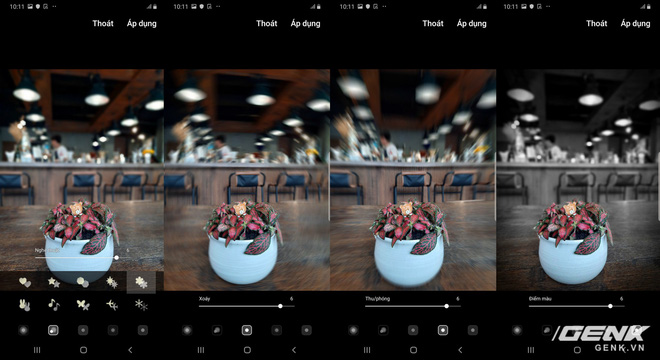 10:11
Thoát Áp dụng
10:11
Thoát Áp dụng
10:11
Thoát Áp dụng
10:11
Thoát Áp dụng
6
Xoáy 6
Thu/phóng 6
Điểm màu 6
GENK
GENK.VN